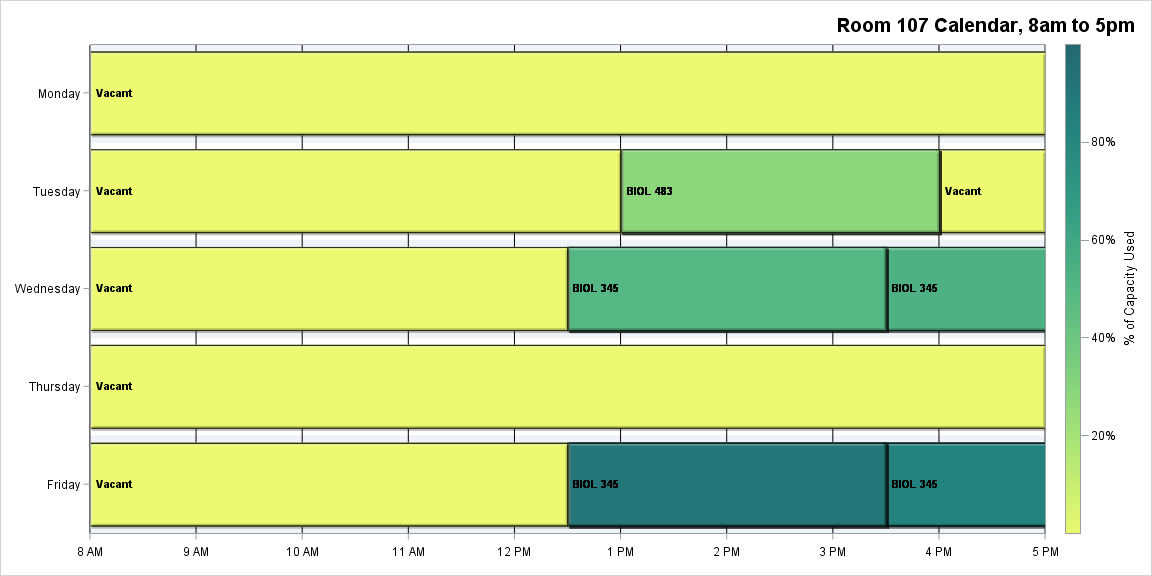 Room 107 Calendar, 8am to 5pm
Monday
Vacant
Tuesday
Vacant
BIOL 483
Vacant
Wednesday
Vacant
BIOL 345
BIOL 345
Thursday
Vacant
Friday
Vacant
BIOL 345
BIOL 345
8 AM
9 AM
10 AM
11 AM
12 PM
1 PM
2 PM
3 PM
4 PM
5 PM
80%
60%
40%
20%
% of Capacity Used